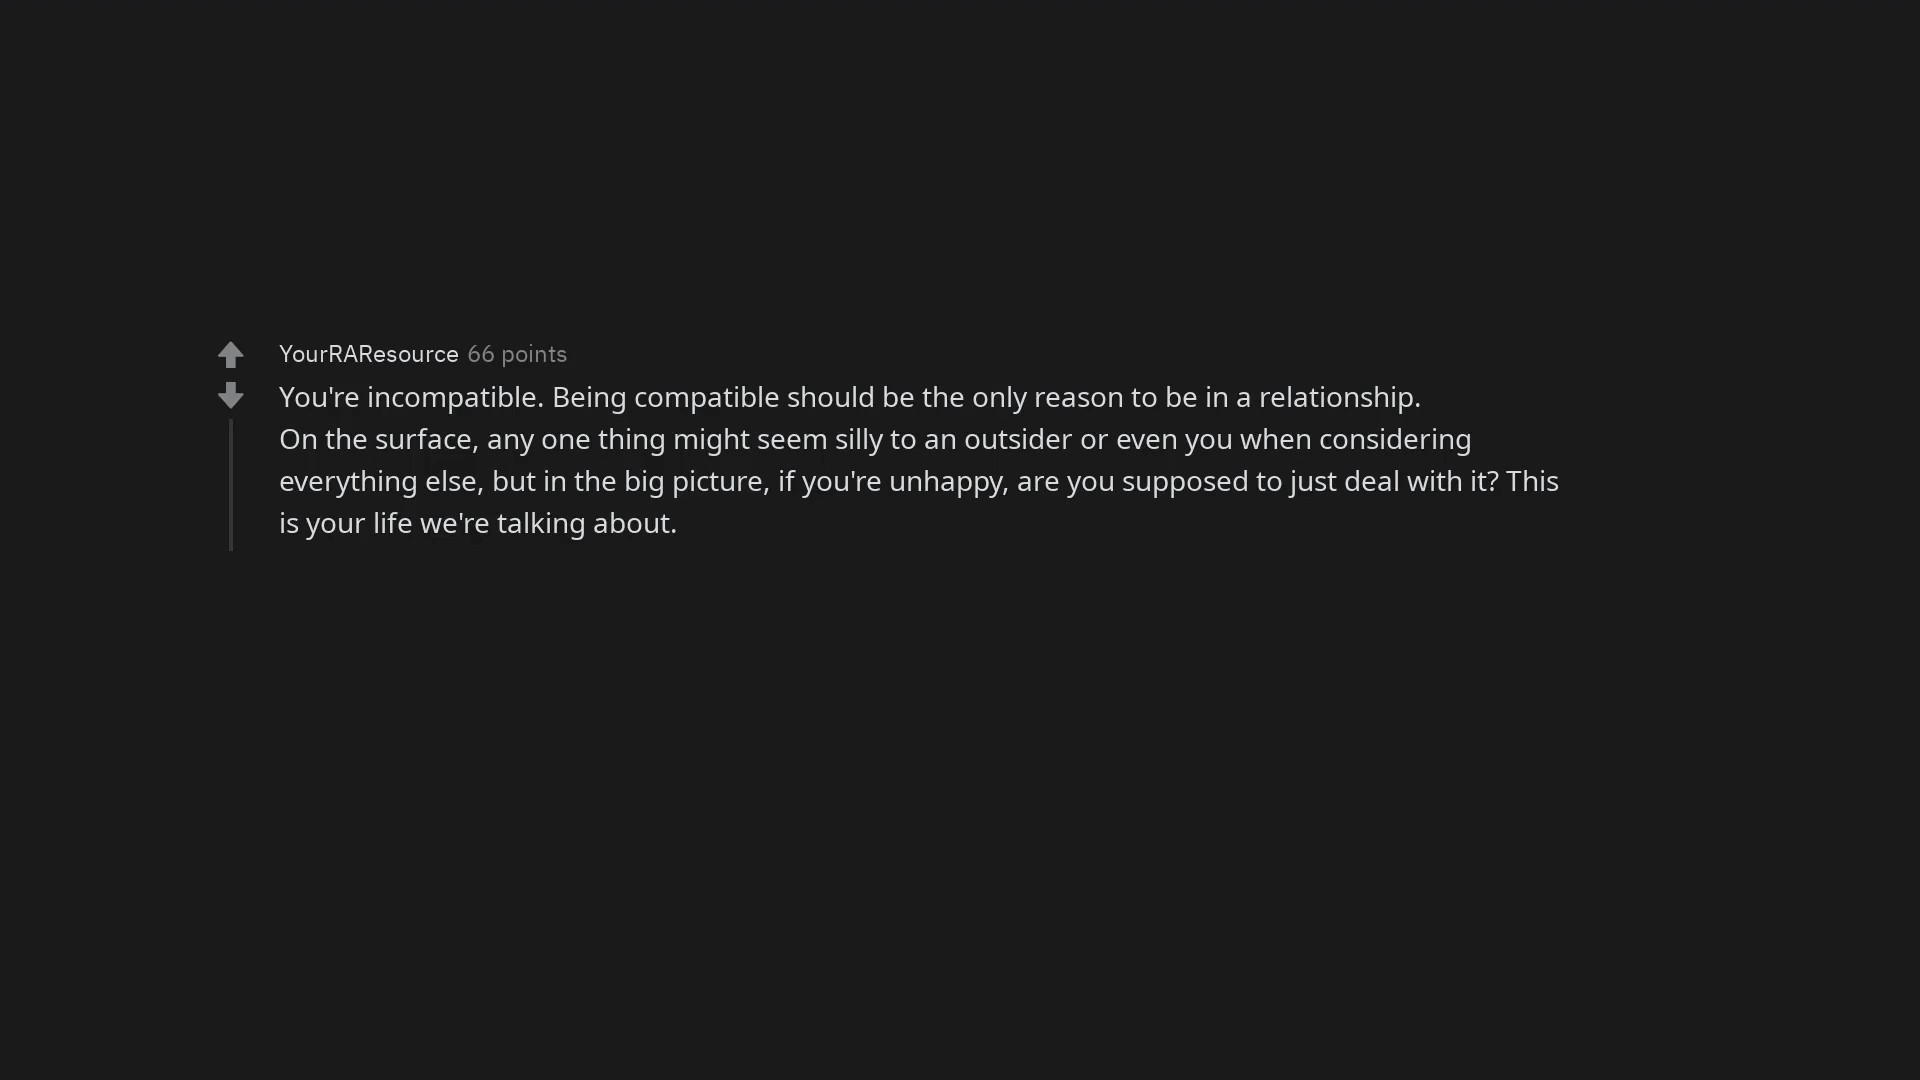 YourRAResource 66 points
You're incompatible. Being compatible should be the only reason to be in a relationship.
On the surface, any one thing might seem silly to an outsider or even you when considering
everything else, but in the big picture, if you're unhappy, are you supposed to just deal with it? This
is your life we're talking about.